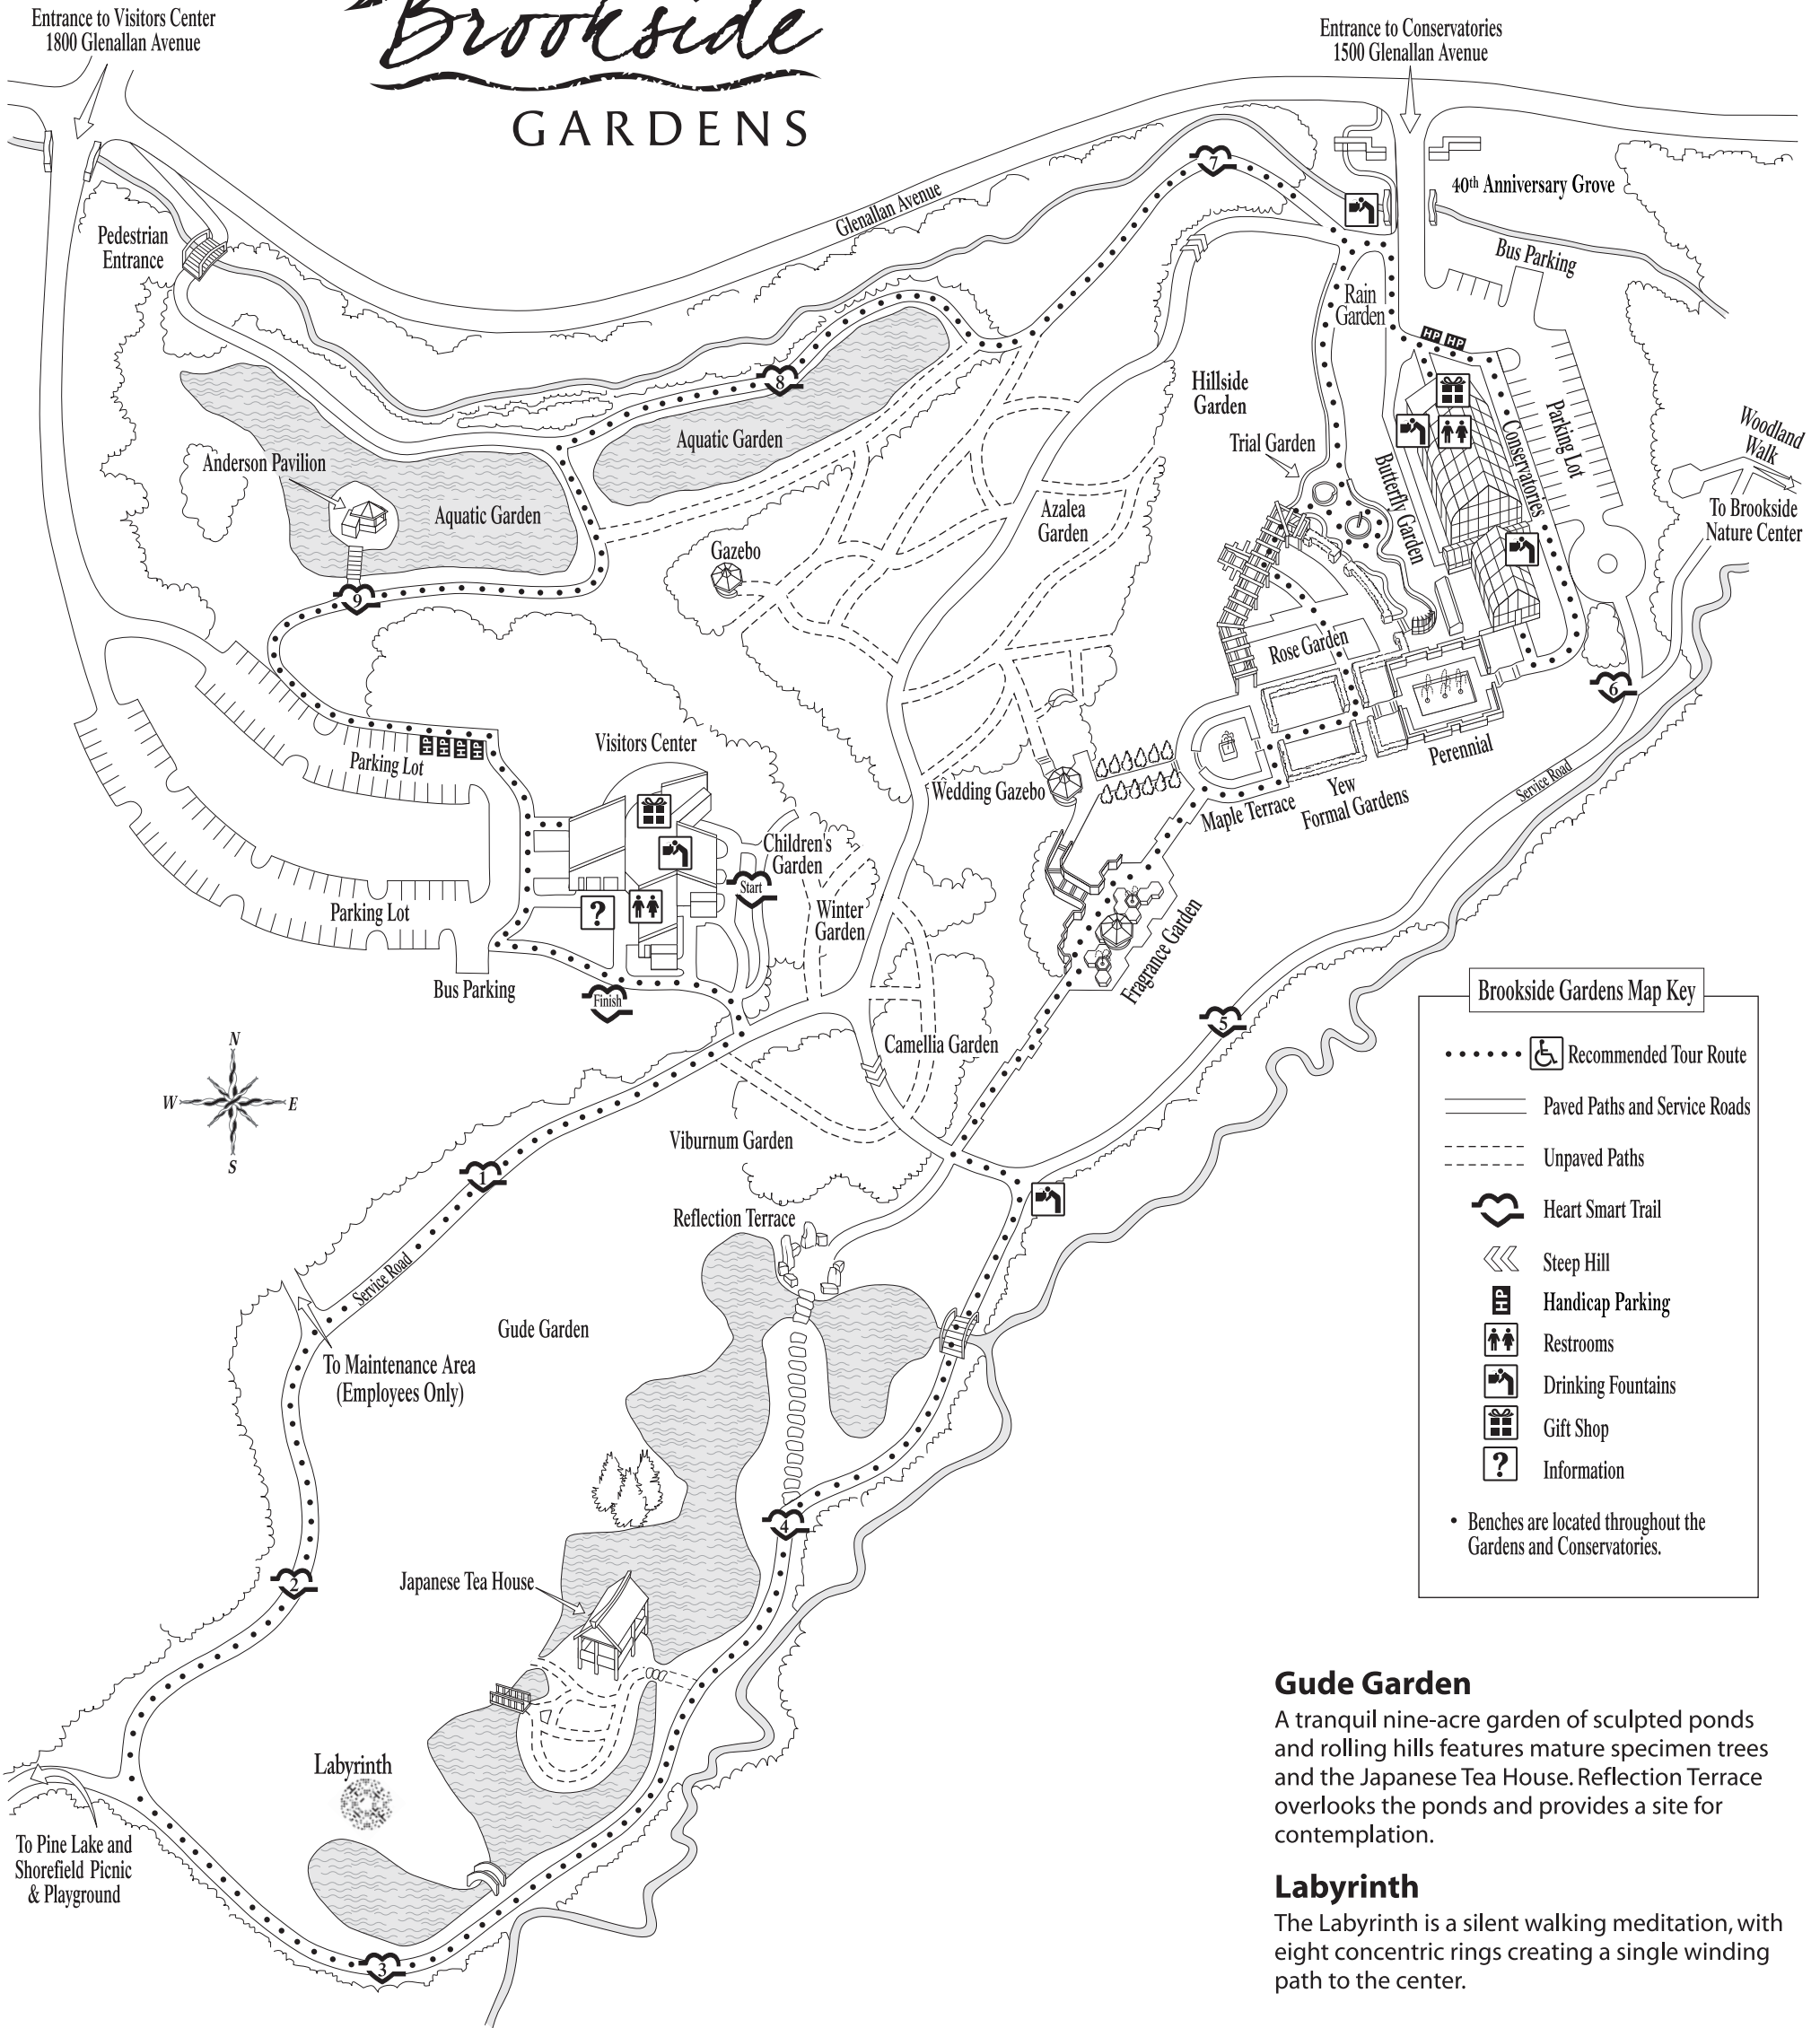 Entrance to Visitors Center
1800 Glenallan Avenue
Brookside
GARDENS
Entrance to Conservatories
1500 Glenallan Avenue
7
40th Anniversary Grove
Glenallan Avenue
Pedestrian
Entrance
Bus Parking
Rain
Garden
HP HP
8
Hillside
Garden
Parking Lot
Woodland
Walk
Aquatic Garden
Trial Garden
Conservatories
Anderson Pavilion
Butterfly Garden
To Brookside
Nature Center
Aquatic Garden
Azalea
Garden
Gazebo
9
Rose Garden
6
HP HP HP HP
Parking Lot
Visitors Center
Perennial
Wedding Gazebo
Service Road
Yew
Maple Terrace
Formal Gardens
Children's
Garden
Start
Parking Lot
?
Winter
Garden
Fragrance Garden
Bus Parking
Finish
5
Camellia Garden
N
W
E
S
Viburnum Garden
1
Reflection Terrace
Service Road
Gude Garden
To Maintenance Area
(Employees Only)
4
2
Japanese Tea House
Labyrinth
To Pine Lake and
Shorefield Picnic
& Playground
3
Brookside Gardens Map Key
Recommended Tour Route
Paved Paths and Service Roads
Unpaved Paths
Heart Smart Trail
Steep Hill
HP Handicap Parking
Restrooms
Drinking Fountains
Gift Shop
? Information
• Benches are located throughout the
Gardens and Conservatories.
Gude Garden
A tranquil nine-acre garden of sculpted ponds
and rolling hills features mature specimen trees
and the Japanese Tea House. Reflection Terrace
overlooks the ponds and provides a site for
contemplation.
Labyrinth
The Labyrinth is a silent walking meditation, with
eight concentric rings creating a single winding
path to the center.